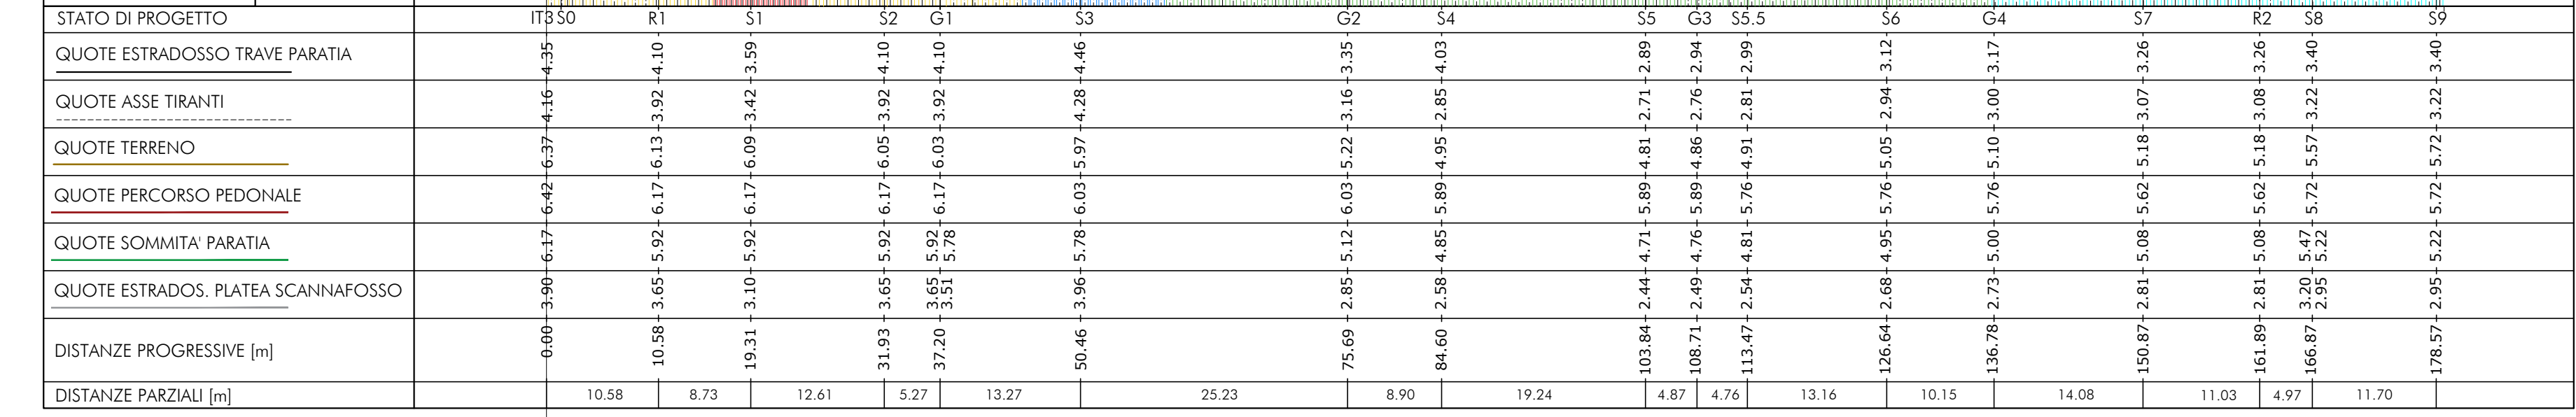 STATO DI PROGETTO IT3 S0 R1 S1 S2 G1 S3 G2 S4 S5 G3 S5.5 S6 G4 S7 R2 S8 S9
QUOTE ESTRADOSSO TRAVE PARATIA 4.35 4.10 3.59 4.10 4.10 4.46 3.35 4.03 2.89 2.94 2.99 3.12 3.17 3.26 3.26 3.40 3.40
QUOTE ASSE TIRANTI 4.16 3.92 3.42 3.92 3.92 4.28 3.16 2.85 2.71 2.76 2.81 2.94 3.00 3.07 3.08 3.22 3.22
QUOTE TERRENO 6.37 6.13 6.09 6.05 6.03 5.97 5.22 4.95 4.81 4.86 4.91 5.05 5.10 5.18 5.18 5.57 5.72
QUOTE PERCORSO PEDONALE 6.42 6.17 6.17 6.17 6.17 6.03 6.03 5.89 5.89 5.89 5.76 5.76 5.76 5.62 5.62 5.72 5.72
QUOTE SOMMITA' PARATIA 6.17 5.92 5.92 5.92 5.92 5.78 5.78 5.12 4.85 4.71 4.76 4.81 4.95 5.00 5.08 5.08 5.47 5.22 5.22
QUOTE ESTRADOS. PLATEA SCANNAFOSSO 3.90 3.65 3.10 3.65 3.65 3.51 3.96 2.85 2.58 2.44 2.49 2.54 2.68 2.73 2.81 2.81 3.20 2.95 2.95
DISTANZE PROGRESSIVE [m] 0.00 10.58 19.31 31.93 37.20 50.46 75.69 84.60 103.84 108.71 113.47 126.64 136.78 150.87 161.89 166.87 178.57
DISTANZE PARZIALI [m] 10.58 8.73 12.61 5.27 13.27 25.23 8.90 19.24 4.87 4.76 13.16 10.15 14.08 11.03 4.97 11.70